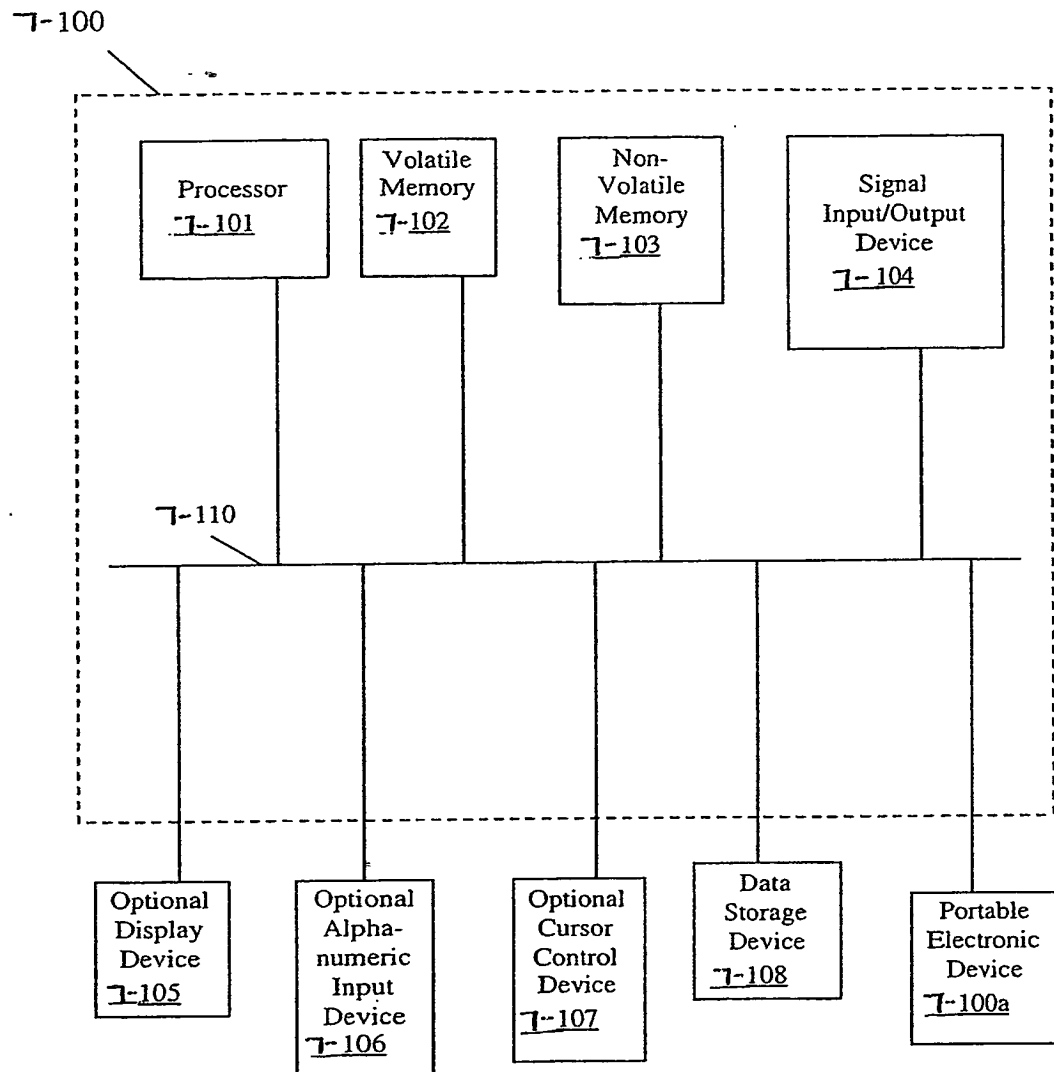 7-100
Processor
7-101
Volatile
Memory
7-102
Non-
Volatile
Memory
7-103
Signal
Input/Output
Device
7-104
7-110
Optional
Display
Device
7-105
Optional
Alpha-
numeric
Input
Device
7-106
Optional
Cursor
Control
Device
7-107
Data
Storage
Device
7-108
Portable
Electronic
Device
7-100a